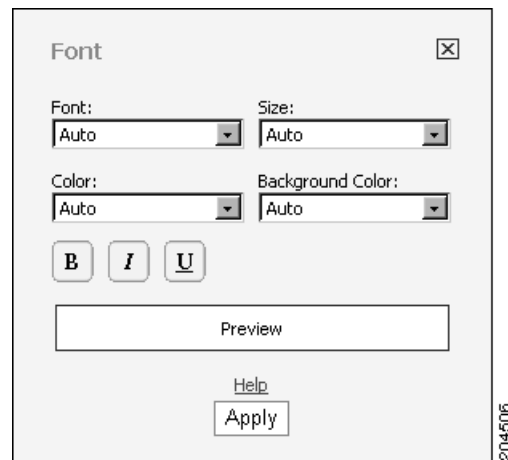 Font
Font: Size:
Auto Auto
Color: Background Color:
Auto Auto
B I U
Preview
Help
Apply
204506